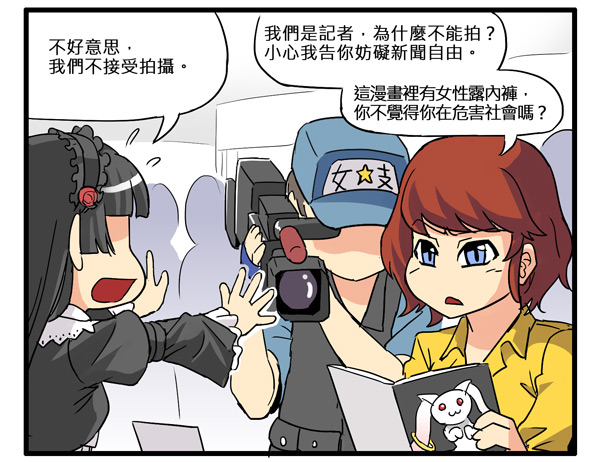 不好意思，
我們不接受拍攝。
我們是記者，為什麼不能拍？
小心我告你妨礙新聞自由。
這漫畫裡有女性露內褲，
你不覺得你在危害社會嗎？
女☆支